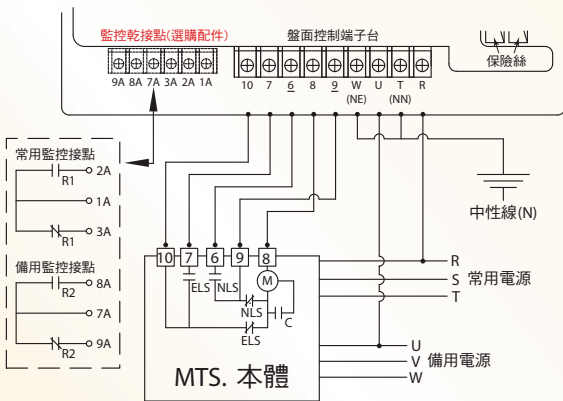 監控乾接點(選購配件)
盤面控制端子台
保險絲
9A 8A 7A 3A 2A 1A
10 7 6 8 9 W U T R
(NE) (NN)
常用監控接點
R1 2A
1A
R1 3A
備用監控接點
R2 8A
7A
R2 9A
中性線(N)
10 7 6 9 8
M
ELS NLS
NLS
C
ELS
MTS. 本體
R
S 常用電源
T
U
V 備用電源
W